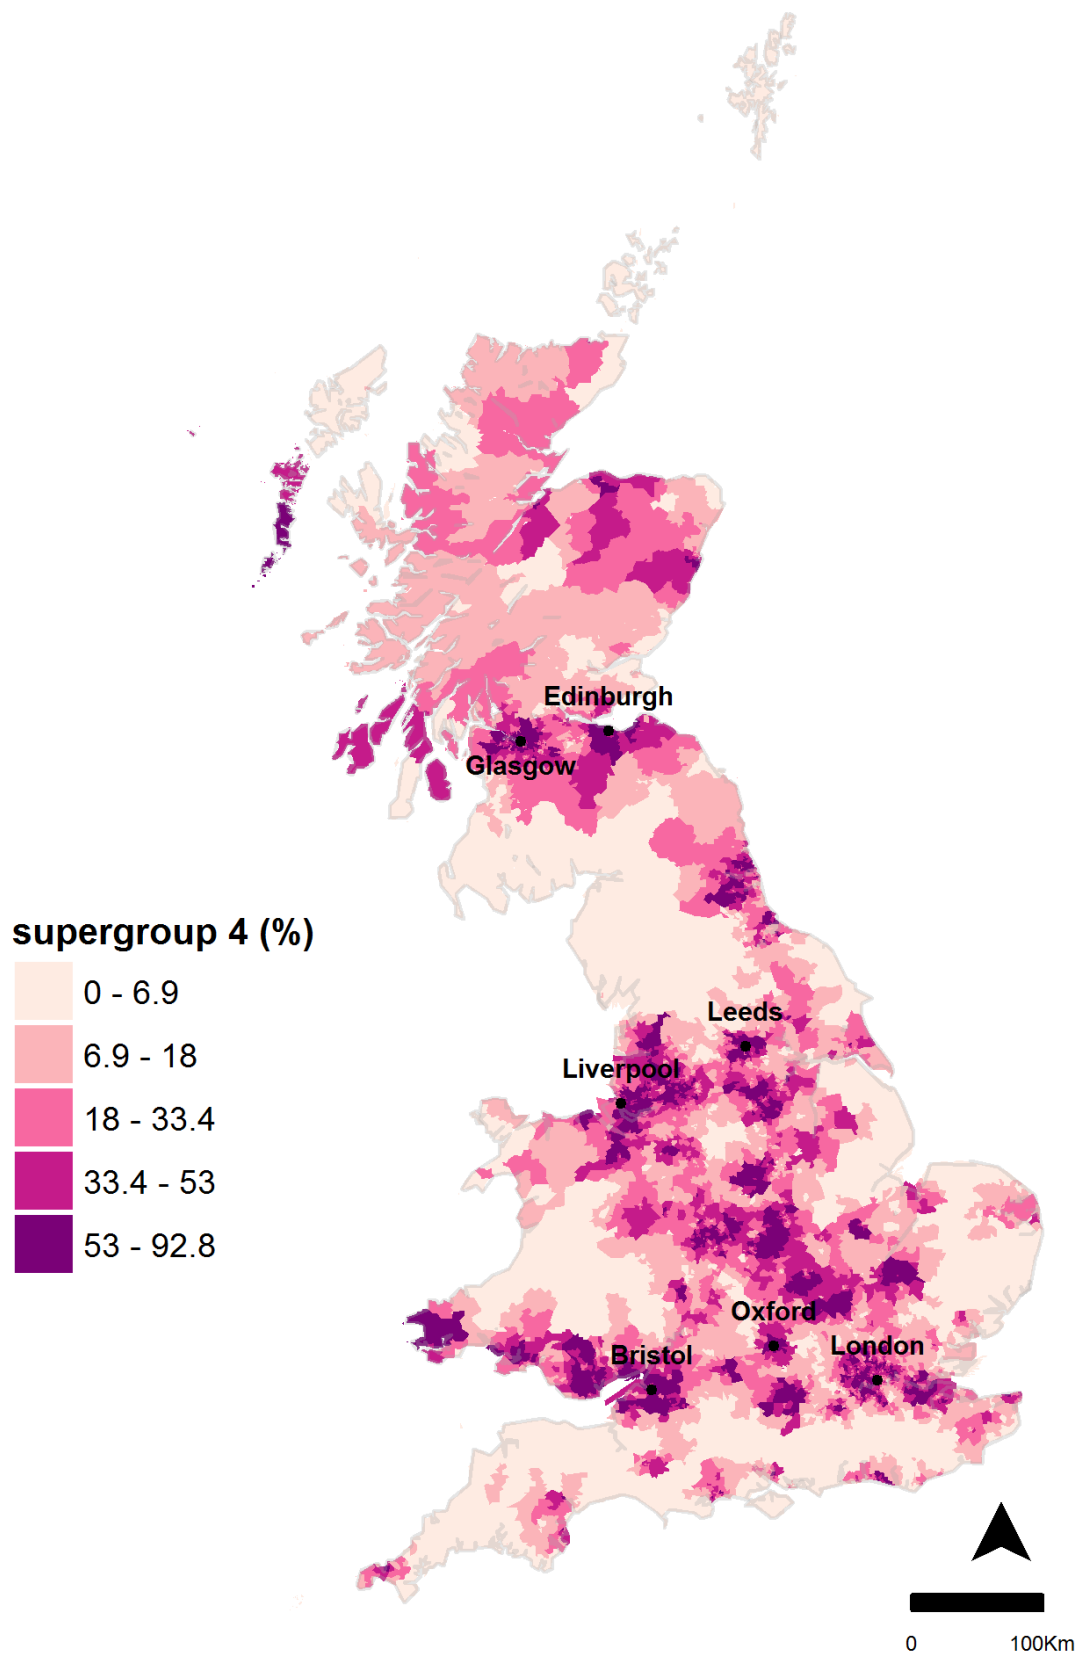 Edinburgh
Glasgow
supergroup 4 (%)
0 - 6.9
6.9 - 18
18 - 33.4
33.4 - 53
53 - 92.8
Leeds
Liverpool
Oxford
London
Bristol
0 100Km